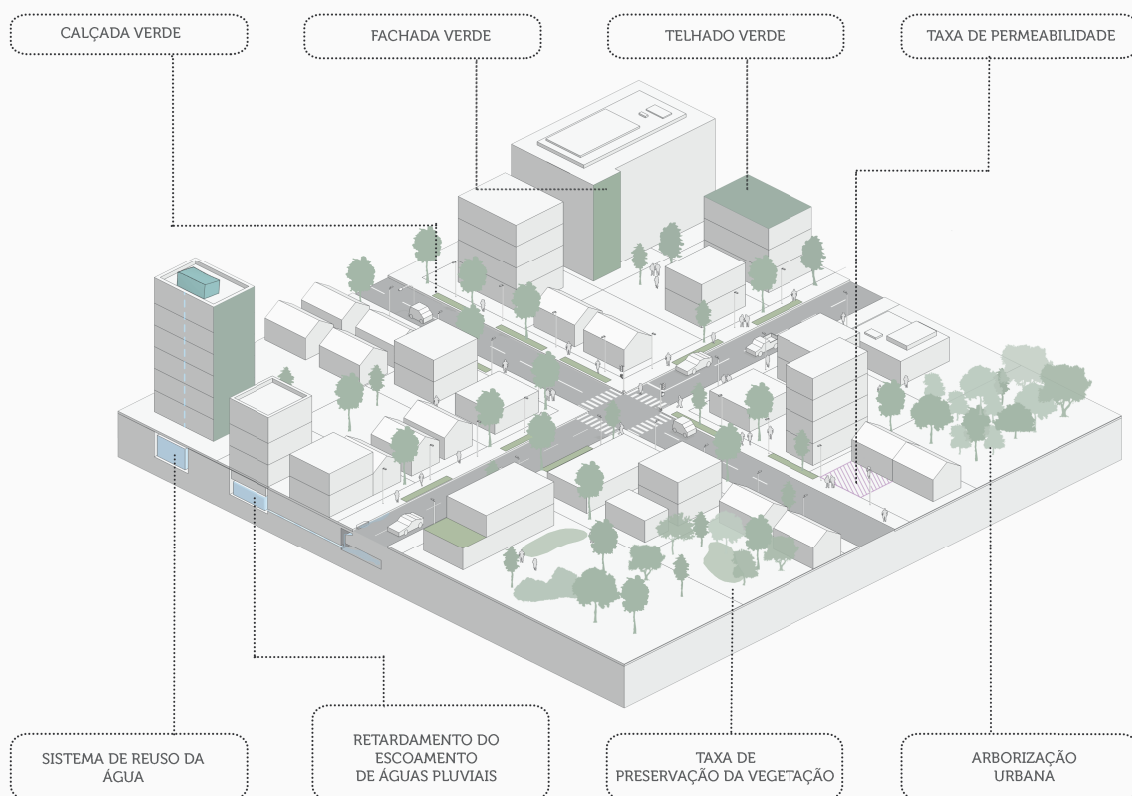 CALÇADA VERDE
FACHADA VERDE
TELHADO VERDE
TAXA DE PERMEABILIDADE
SISTEMA DE REUSO DA
ÁGUA
RETARDAMENTO DO
ESCOAMENTO
DE ÁGUAS PLUVIAIS
TAXA DE
PRESERVAÇÃO DA VEGETAÇÃO
ARBORIZAÇÃO
URBANA